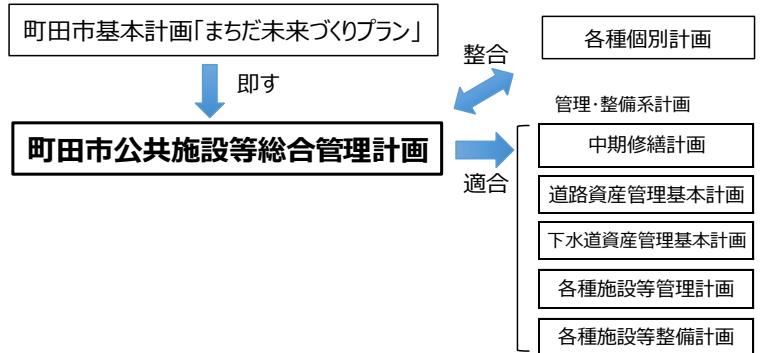 町田市基本計画「まちだ未来づくりプラン」
各種個別計画
整合
即す
管理・整備系計画
町田市公共施設等総合管理計画
中期修繕計画
適合
道路資産管理基本計画
下水道資産管理基本計画
各種施設等管理計画
各種施設等整備計画